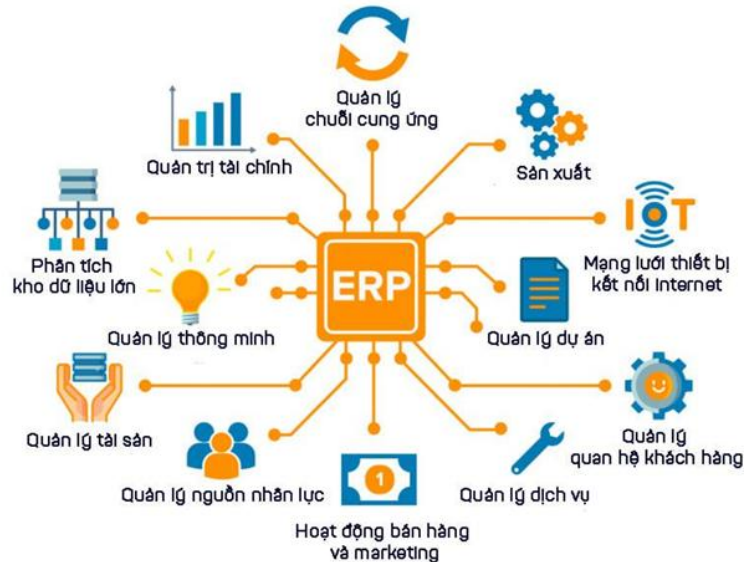 Quản lý
chuỗi cung ứng
Quản trị tài chính
Sản xuất
IOT
Phân tích
kho dữ liệu lớn
ERP
Mạng lưới thiết bị
kết nối internet
Quản lý thông minh
Quản lý dự án
Quản lý tài sản
Quản lý
quan hệ khách hàng
Quản lý nguồn nhân lực
1
Quản lý dịch vụ
Hoạt động bán hàng
và marketing